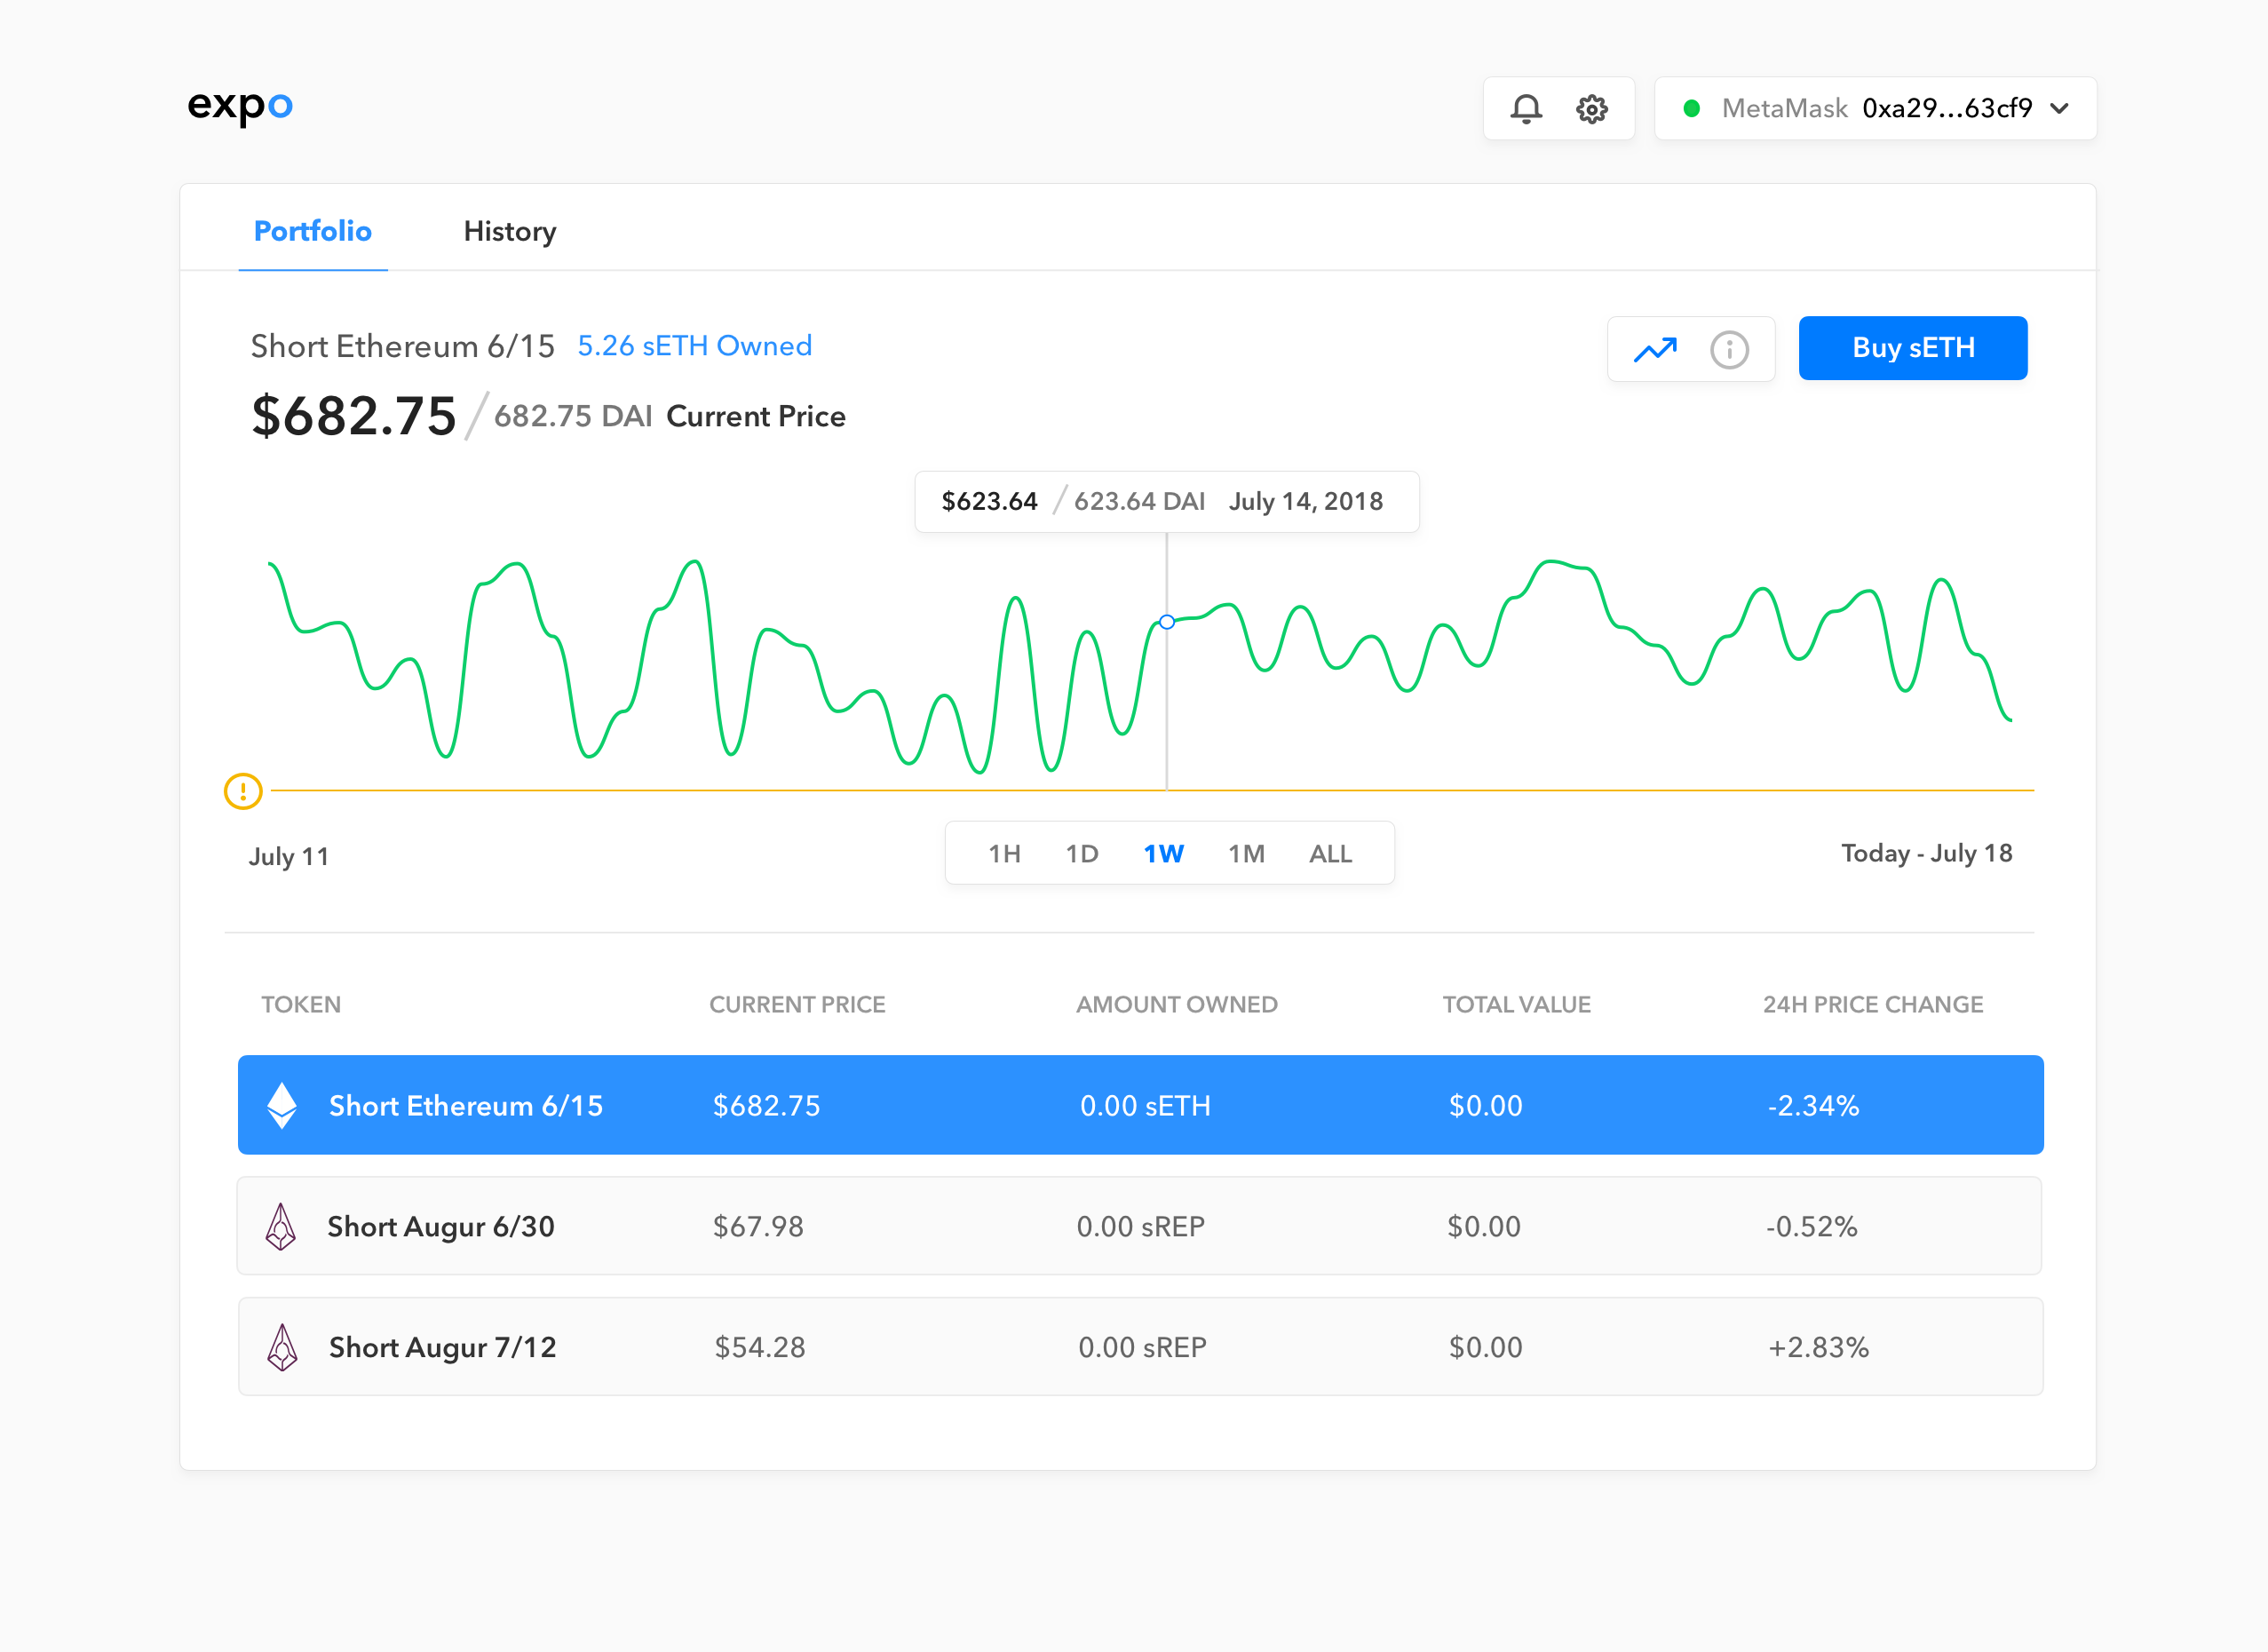 expo
MetaMask 0xa29...63cf9
Portfolio History
Short Ethereum 6/15 5.26 sETH Owned
Buy sETH
$682.75 / 682.75 DAI Current Price
$623.64 / 623.64 DAI July 14, 2018
July 11 1H 1D 1W 1M ALL Today - July 18
TOKEN CURRENT PRICE AMOUNT OWNED TOTAL VALUE 24H PRICE CHANGE
Short Ethereum 6/15 $682.75 0.00 sETH $0.00 -2.34%
Short Augur 6/30 $67.98 0.00 sREP $0.00 -0.52%
Short Augur 7/12 $54.28 0.00 sREP $0.00 +2.83%